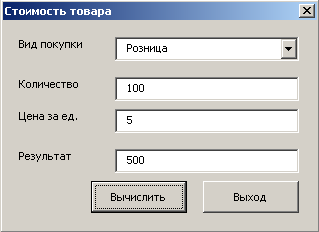 Стоимость товара
Вид покупки Розница
Количество 100
Цена за ед. 5
Результат 500
Вычислить Выход